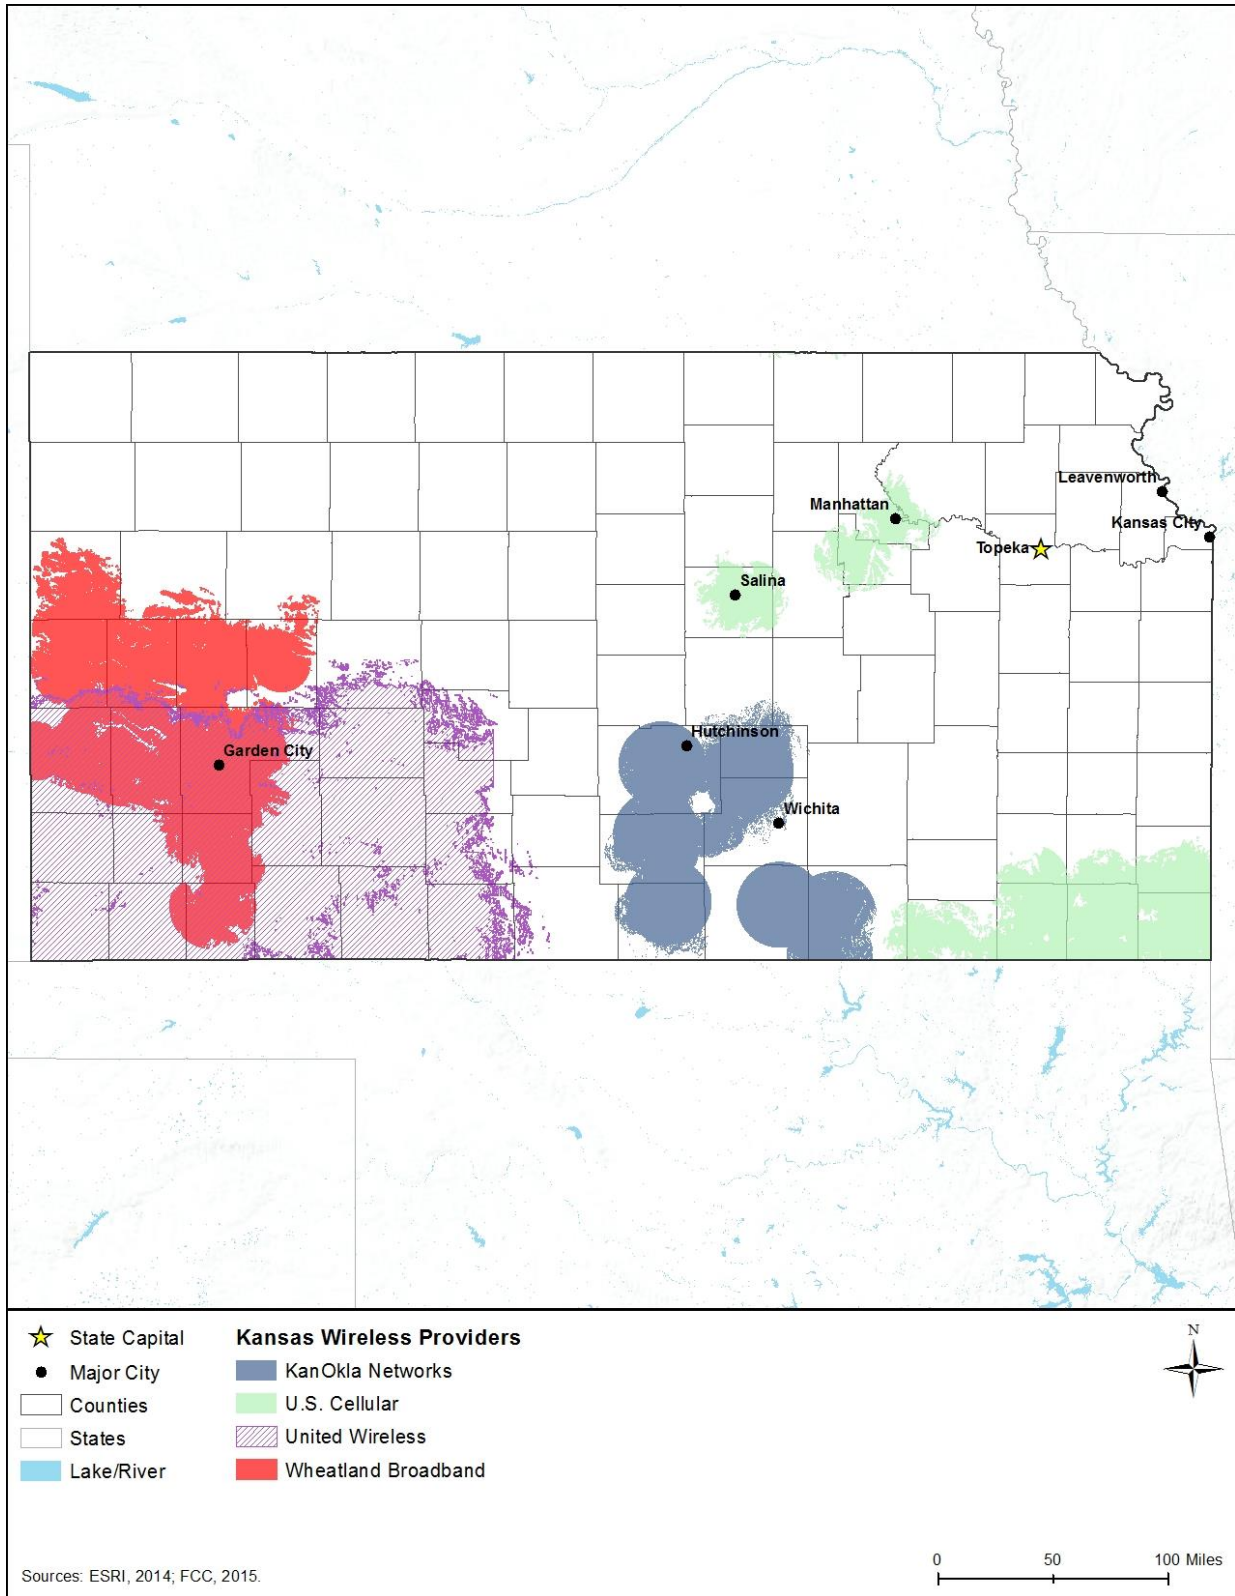 Leavenworth
Manhattan
Kansas City
Topeka
Salina
Hutchinson
Garden City
Wichita
State Capital
Major City
Counties
States
Lake/River
Kansas Wireless Providers
KanOkla Networks
U.S. Cellular
United Wireless
Wheatland Broadband
N
0 50 100 Miles
Sources: ESRI, 2014; FCC, 2015.